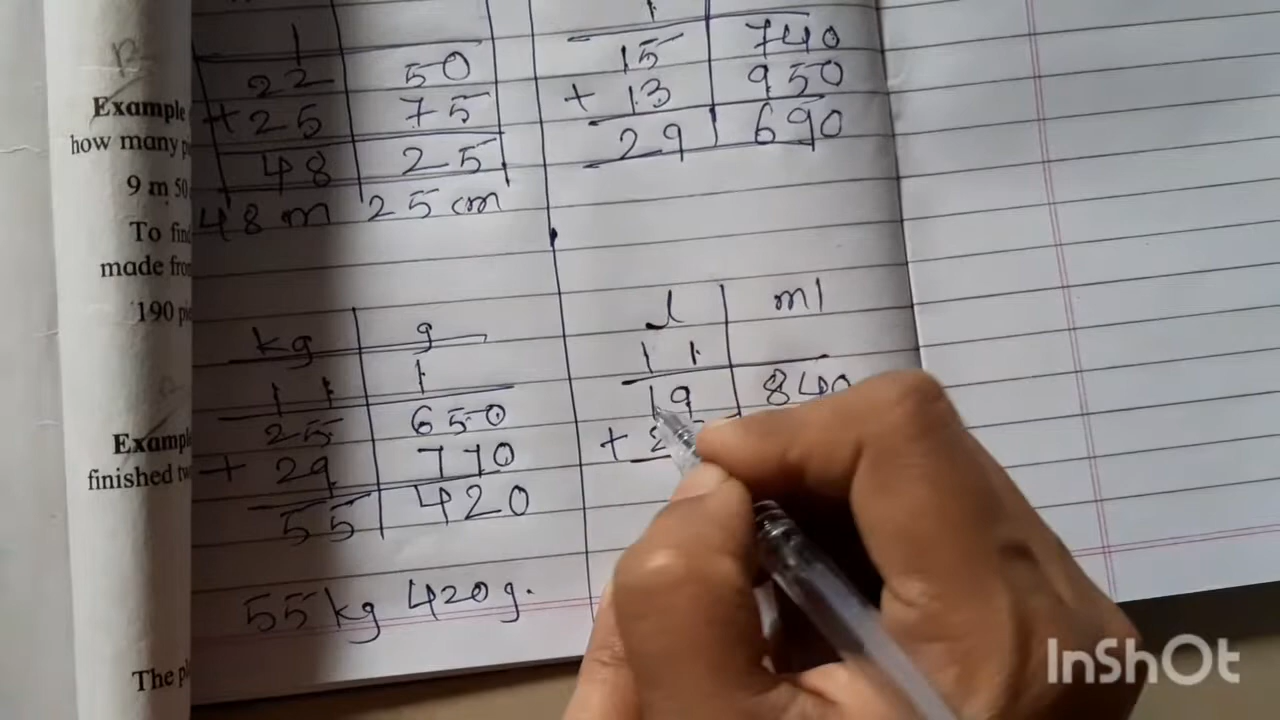 Example
how many
9 m 50
To find
made from
190
Example
finished
The
1
22 50
+25 75
48 25
48 m 25 cm
1
15 740
+ 13 950
29 690
kg g
1 1 1
25 650
+ 29 770
55 420
55 kg 420 g.
l ml
1 1
19 840
+ 2
InShOt